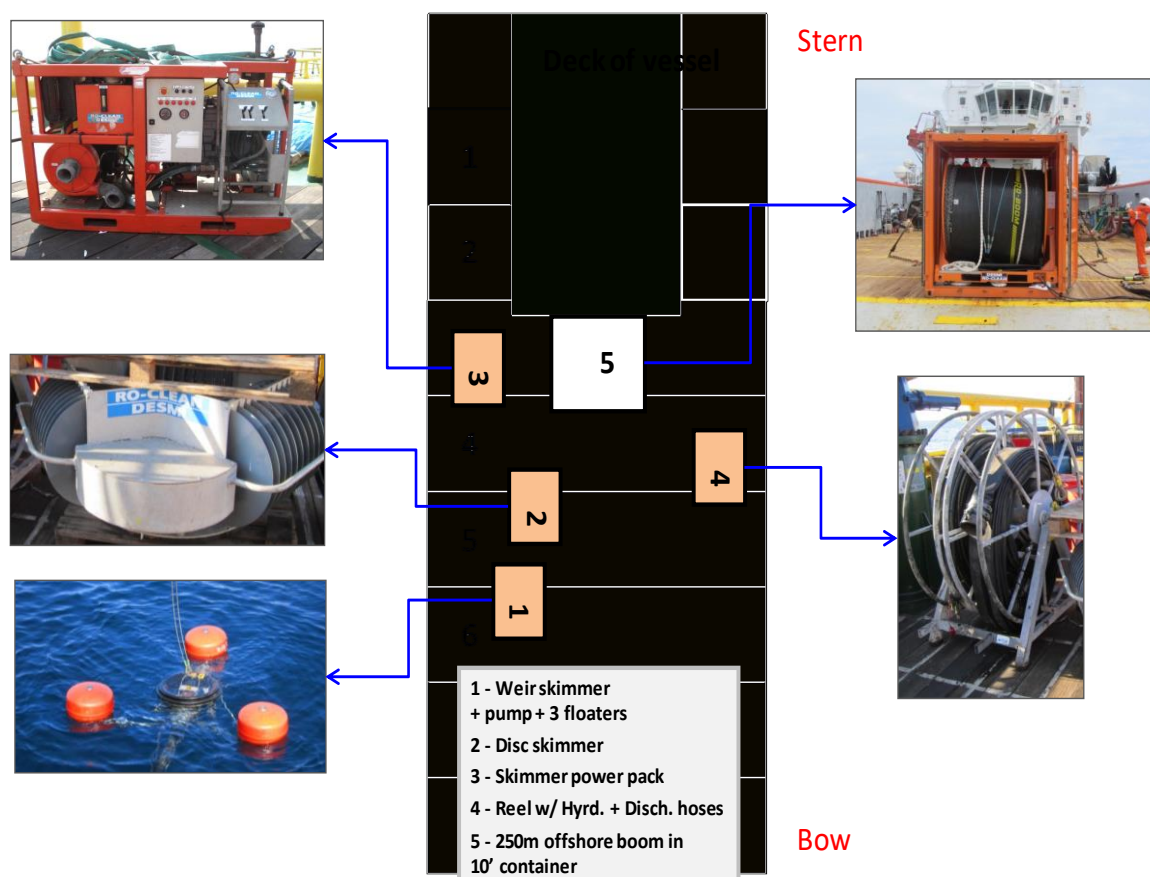 Stern
Deck of vessel
1
2
3
5
4
4
2
5
1
6
RO-CLEAN
DESMI
1 - Weir skimmer
+ pump + 3 floaters
2 - Disc skimmer
3 - Skimmer power pack
4 - Reel w/ Hyrd. + Disch. hoses
5 - 250m offshore boom in
10' container
Bow